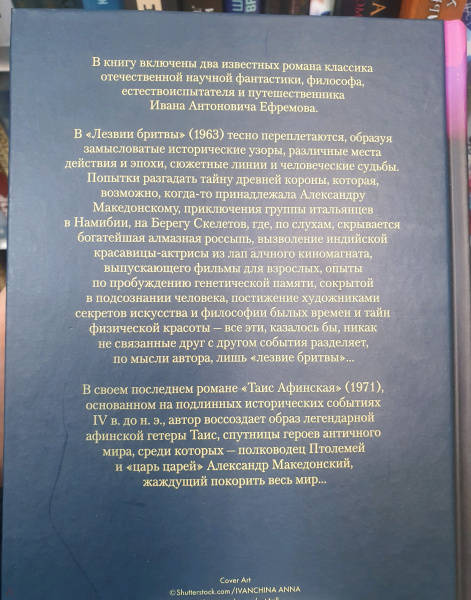 В книгу включены два известных романа классика
отечественной научной фантастики, философа,
естествоиспытателя и путешественника
Ивана Антоновича Ефремова.
В «Лезвии бритвы» (1963) тесно переплетаются, образуя
замысловатые исторические узоры, различные места
действия и эпохи, сюжетные линии и человеческие судьбы.
Попытки разгадать тайну древней короны, которая,
возможно, когда-то принадлежала Александру
Македонскому, приключения группы итальянцев
в Намибии, на Берегу Скелетов, где, по слухам, скрывается
богатейшая алмазная россыпь, вызволение индийской
красавицы-актрисы из лап алчного киномагната,
выпускающего фильмы для взрослых, опыты
по пробуждению генетической памяти, сокрытой
в подсознании человека, постижение художниками
секретов искусства и философии былых времен и тайн
физической красоты — все эти, казалось бы, никак
не связанные друг с другом события разделяет,
по мысли автора, лишь «лезвие бритвы»...
В своем последнем романе «Таис Афинская» (1971),
основанном на подлинных исторических событиях
IV в. до н. э., автор воссоздает образ легендарной
афинской гетеры Таис, спутницы героев античного
мира, среди которых — полководец Птолемей
и «царь царей» Александр Македонский,
жаждущий покорить весь мир...
Cover Art
©Shutterstock.com/IVANCHINA ANNA